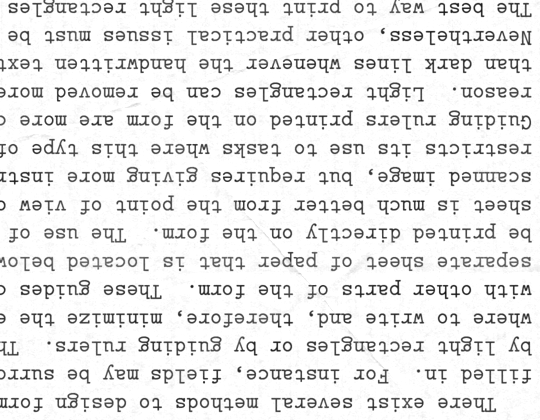 There exist several methods to design form
filled in. For instance, fields may be surro
by light rectangles or by guiding rulers. Th
where to write and, therefore, minimize the e
with other parts of the form. These guides c
separate sheet of paper that is located below
be printed directly on the form. The use of
sheet is much better from the point of view o
scanned image, but requires giving more instr
restricts its use to tasks where this type of
Guiding rulers printed on the form are more c
reason. Light rectangles can be removed more
than dark lines whenever the handwritten text
Nevertheless, other practical issues must be
The best way to print these light rectangles